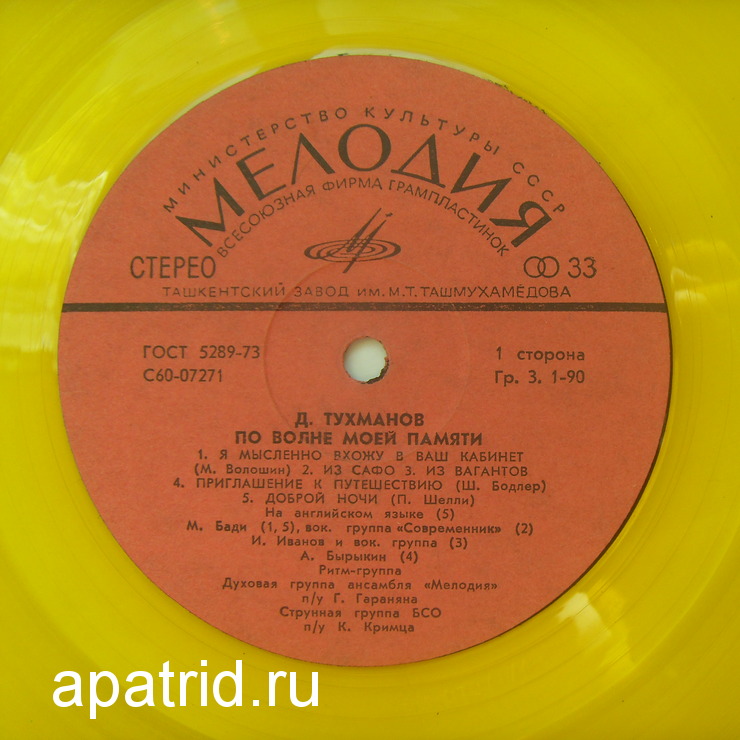 МИНИСТЕРСТВО КУЛЬТУРЫ СССР
МЕЛОДИЯ
ВСЕСОЮЗНАЯ ФИРМА ГРАМПЛАСТИНОК
СТЕРЕО 33
ТАШКЕНТСКИЙ ЗАВОД ИМ. М.Т. ТАШМУХАМЕДОВА
ГОСТ 5289-73 1 сторона
С60-07271 Гр. 3. 1-90
Д. ТУХМАНОВ
ПО ВОЛНЕ МОЕЙ ПАМЯТИ
1. Я МЫСЛЕННО ВХОЖУ В ВАШ КАБИНЕТ
(М. Волошин) 2. ИЗ САФО 3. ИЗ ВАГАНТОВ
4. ПРИГЛАШЕНИЕ К ПУТЕШЕСТВИЮ (Ш. Бодлер)
5. ДОБРОЙ НОЧИ (П. Шелли)
На английском языке (5)
М. Бади (1, 5), вок. группа «Современник» (2)
И. Иванов и вок. группа (3)
А. Бырыкин (4)
Ритм-группа
Духовая группа ансамбля «Мелодия»
п/у Г. Гараняна
Струнная группа БСО
п/у К. Кримца
apatrid.ru